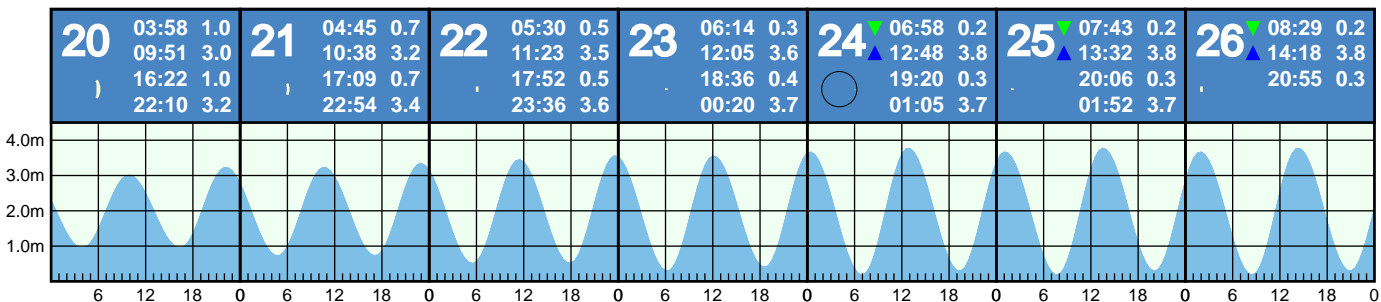 20 03:58 1.0 21 04:45 0.7 22 05:30 0.5 23 06:14 0.3 24 ▼ 06:58 0.2 25 ▼ 07:43 0.2 26 ▼ 08:29 0.2
09:51 3.0 10:38 3.2 11:23 3.5 12:05 3.6 ▲ 12:48 3.8 ▲ 13:32 3.8 ▲ 14:18 3.8
16:22 1.0 17:09 0.7 17:52 0.5 18:36 0.4 19:20 0.3 20:06 0.3 20:55 0.3
22:10 3.2 22:54 3.4 23:36 3.6 00:20 3.7 01:05 3.7 01:52 3.7
4.0m
3.0m
2.0m
1.0m
6 12 18 0 6 12 18 0 6 12 18 0 6 12 18 0 6 12 18 0 6 12 18 0 6 12 18 0